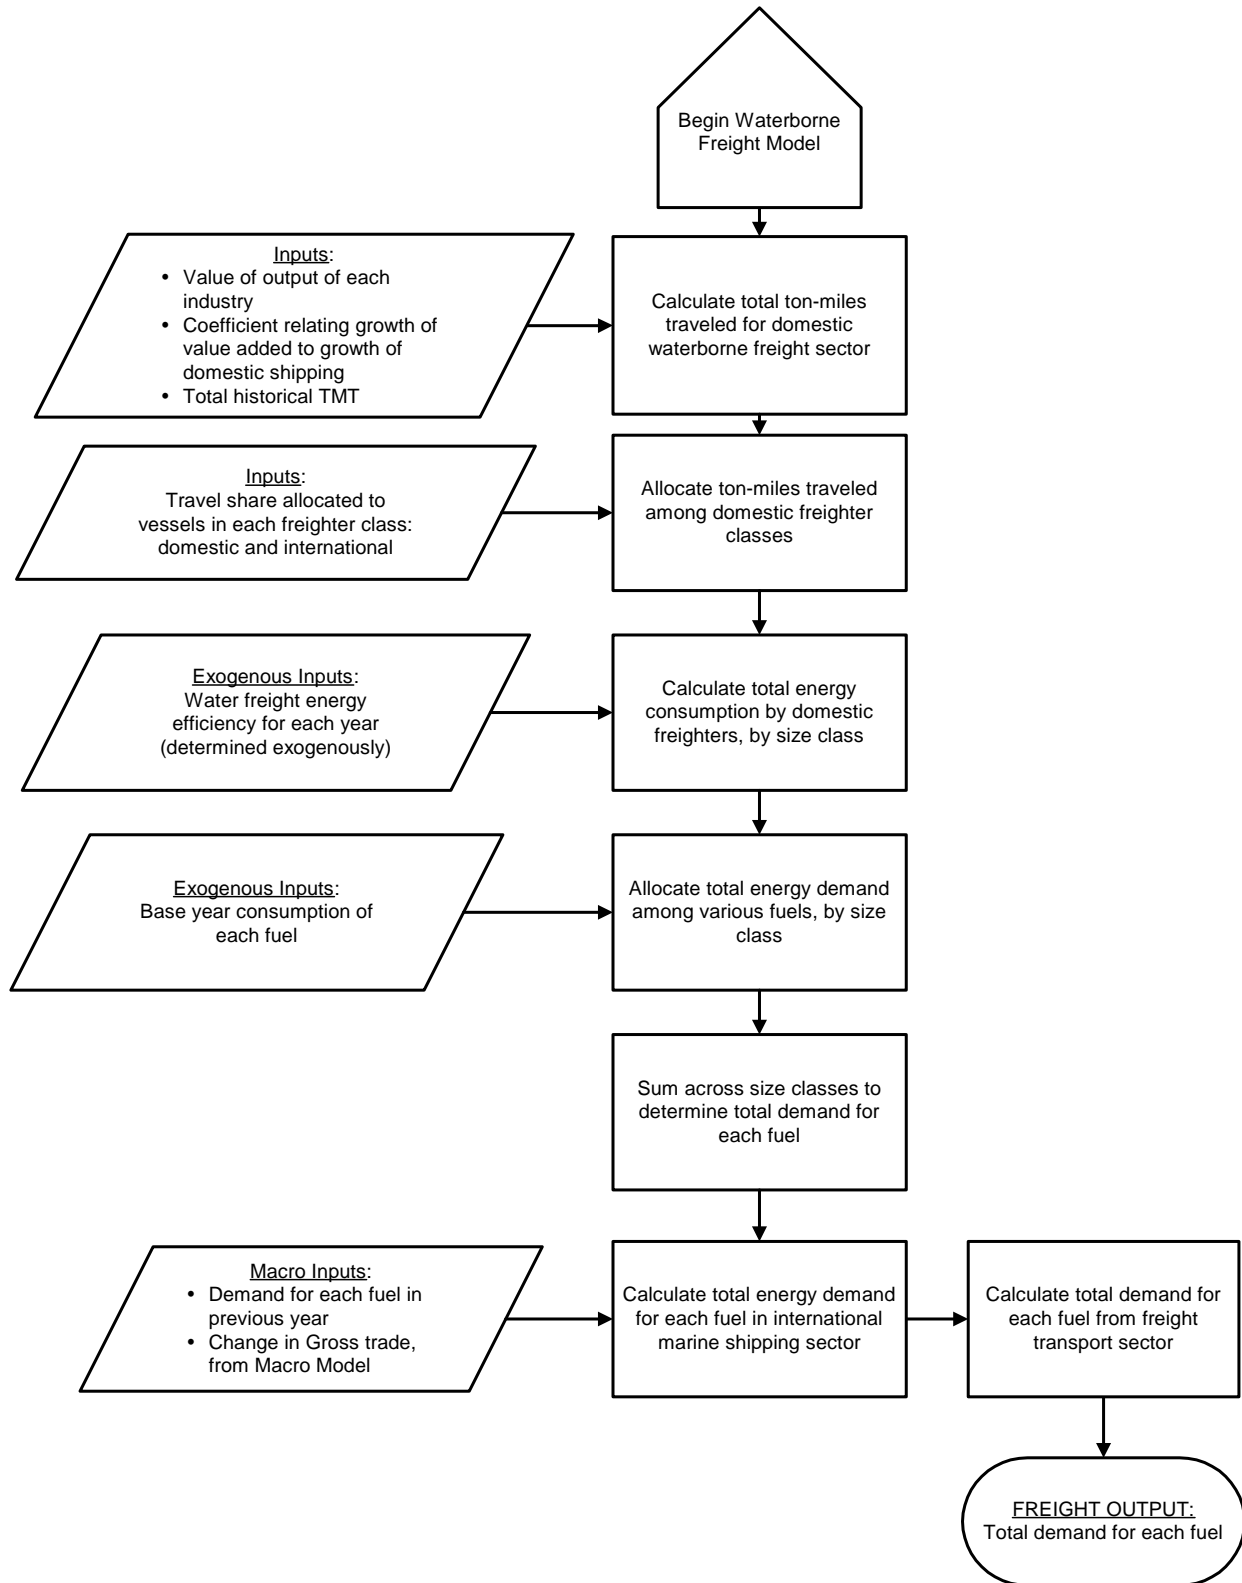 Begin Waterborne
Freight Model
Inputs:
• Value of output of each
industry
• Coefficient relating growth of
value added to growth of
domestic shipping
• Total historical TMT
Calculate total ton-miles
traveled for domestic
waterborne freight sector
Inputs:
Travel share allocated to
vessels in each freighter class:
domestic and international
Allocate ton-miles traveled
among domestic freighter
classes
Exogenous Inputs:
Water freight energy
efficiency for each year
(determined exogenously)
Calculate total energy
consumption by domestic
freighters, by size class
Exogenous Inputs:
Base year consumption of
each fuel
Allocate total energy demand
among various fuels, by size
class
Sum across size classes to
determine total demand for
each fuel
Macro Inputs:
• Demand for each fuel in
previous year
• Change in Gross trade,
from Macro Model
Calculate total energy demand
for each fuel in international
marine shipping sector
Calculate total demand for
each fuel from freight
transport sector
FREIGHT OUTPUT:
Total demand for each fuel